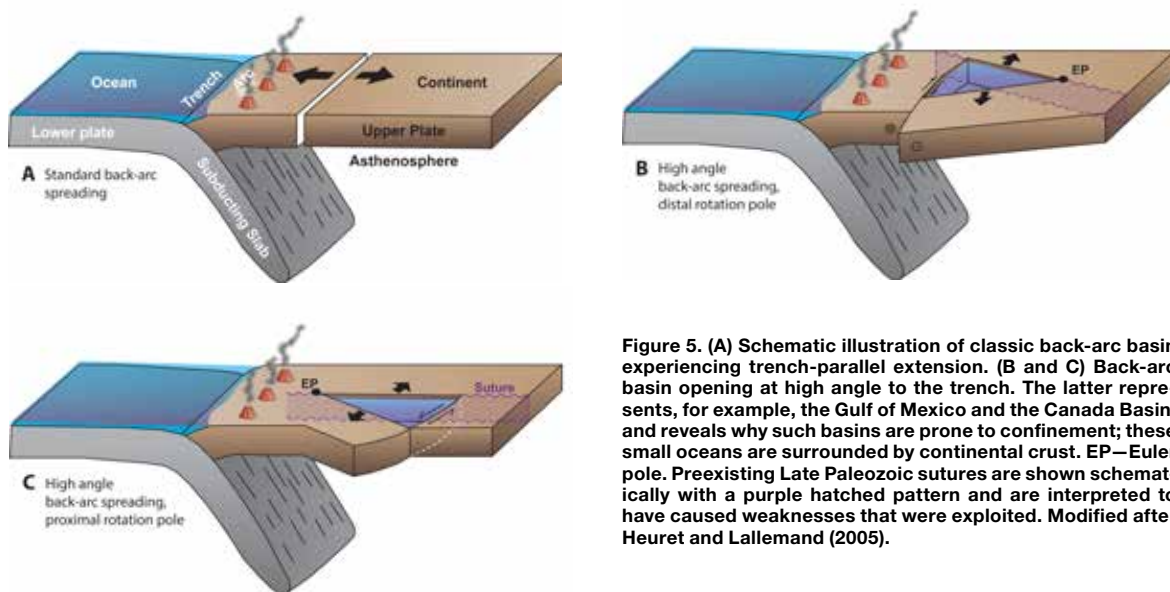 Ocean
Trench
Arc
Continent
Lower plate
Upper Plate
Asthenosphere
Subducting Slab
A Standard back-arc
spreading
EP
B High angle
back-arc spreading,
distal rotation pole
EP
Suture
C High angle
back-arc spreading,
proximal rotation pole
Figure 5. (A) Schematic illustration of classic back-arc basin
experiencing trench-parallel extension. (B and C) Back-arc
basin opening at high angle to the trench. The latter repre
sents, for example, the Gulf of Mexico and the Canada Basin
and reveals why such basins are prone to confinement; these
small oceans are surrounded by continental crust. EP—Euler
pole. Preexisting Late Paleozoic sutures are shown schemat
ically with a purple hatched pattern and are interpreted to
have caused weaknesses that were exploited. Modified after
Heuret and Lallemand (2005).